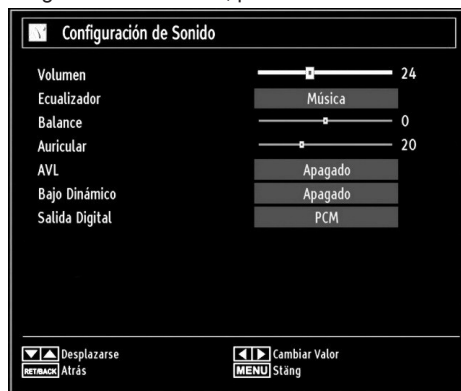 Configuración de Sonido
Volumen 24
Ecualizador Música
Balance 0
Auricular 20
AVL Apagado
Bajo Dinámico Apagado
Salida Digital PCM
Desplazarse Cambiar Valor
RET/BACK Atrás MENU Stäng